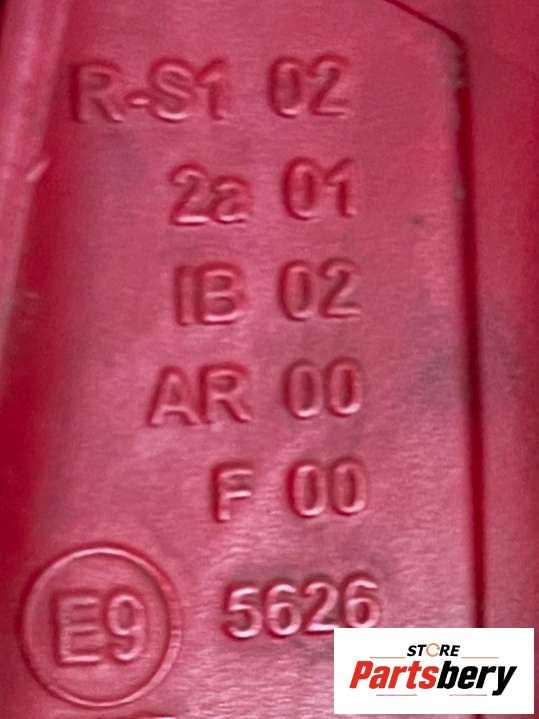 R-S1 02
2a 01
IB 02
AR 00
F 00
E9 5626
STORE
Partsbery